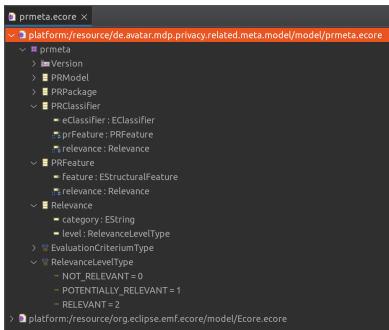 prmeta.ecore
platform:/resource/de.avatar.mdp.privacy.related.meta.model/model/prmeta.ecore
prmeta
Version
PRModel
PRPackage
PRClassifier
eClassifier : EClassifier
prFeature : PRFeature
relevance : Relevance
PRFeature
feature : EStructuralFeature
relevance : Relevance
Relevance
category : EString
level : RelevanceLevelType
EvaluationCriteriumType
RelevanceLevelType
NOT_RELEVANT = 0
POTENTIALLY_RELEVANT = 1
RELEVANT = 2
platform:/resource/org.eclipse.emf.ecore/model/Ecore.ecore